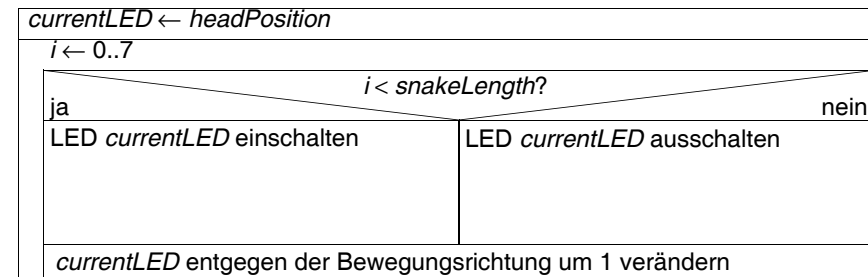 currentLED ← headPosition
i ← 0..7
i < snakeLength?
ja nein
LED currentLED einschalten LED currentLED ausschalten
currentLED entgegen der Bewegungsrichtung um 1 verändern